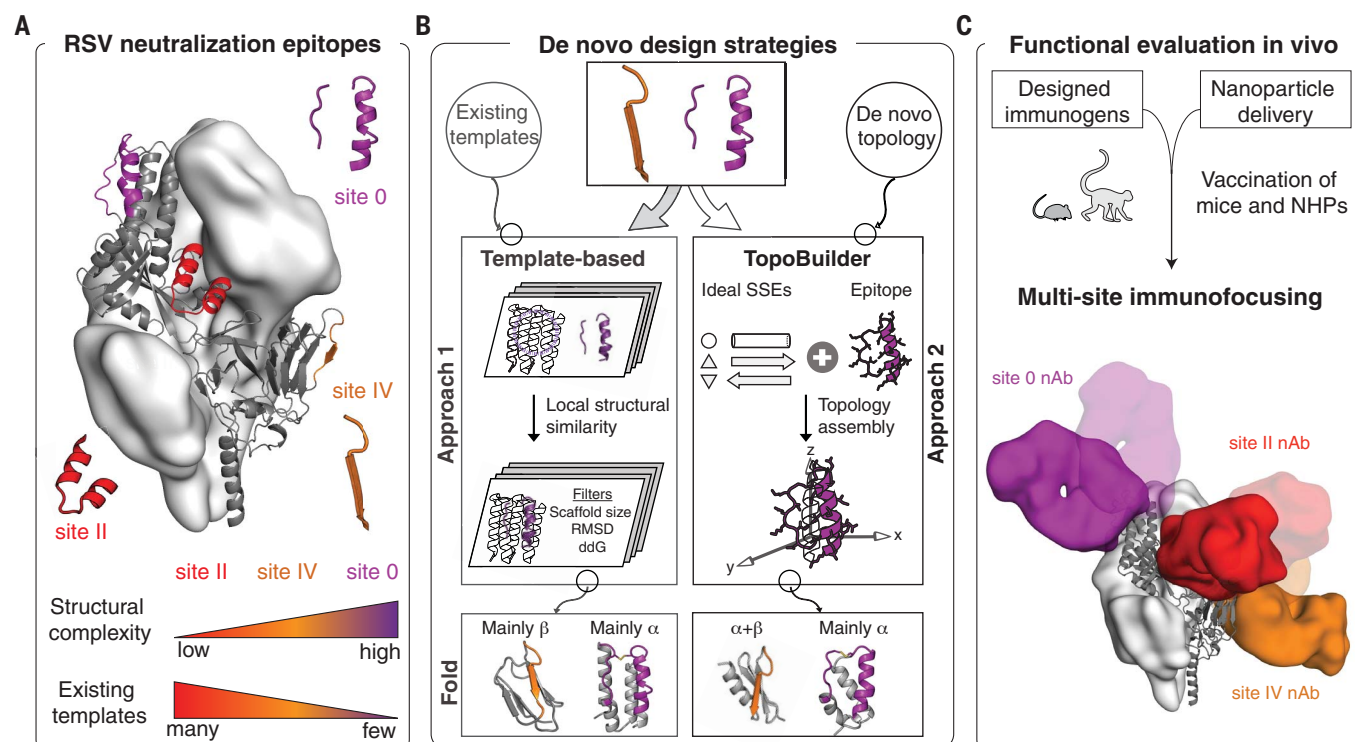 A
RSV neutralization epitopes
site 0
site IV
site II
site II site IV site 0
Structural
complexity
low high
Existing
templates
many few
B
De novo design strategies
Existing
templates
De novo
topology
Approach 1
Template-based
Local structural
similarity
Filters
Scaffold size
RMSD
ddG
TopoBuilder
Ideal SSEs Epitope
Topology
assembly
z
x
y
Approach 2
Fold
Mainly β Mainly α
α+β Mainly α
C
Functional evaluation in vivo
Designed
immunogens
Nanoparticle
delivery
Vaccination of
mice and NHPs
Multi-site immunofocusing
site 0 nAb
site II nAb
site IV nAb